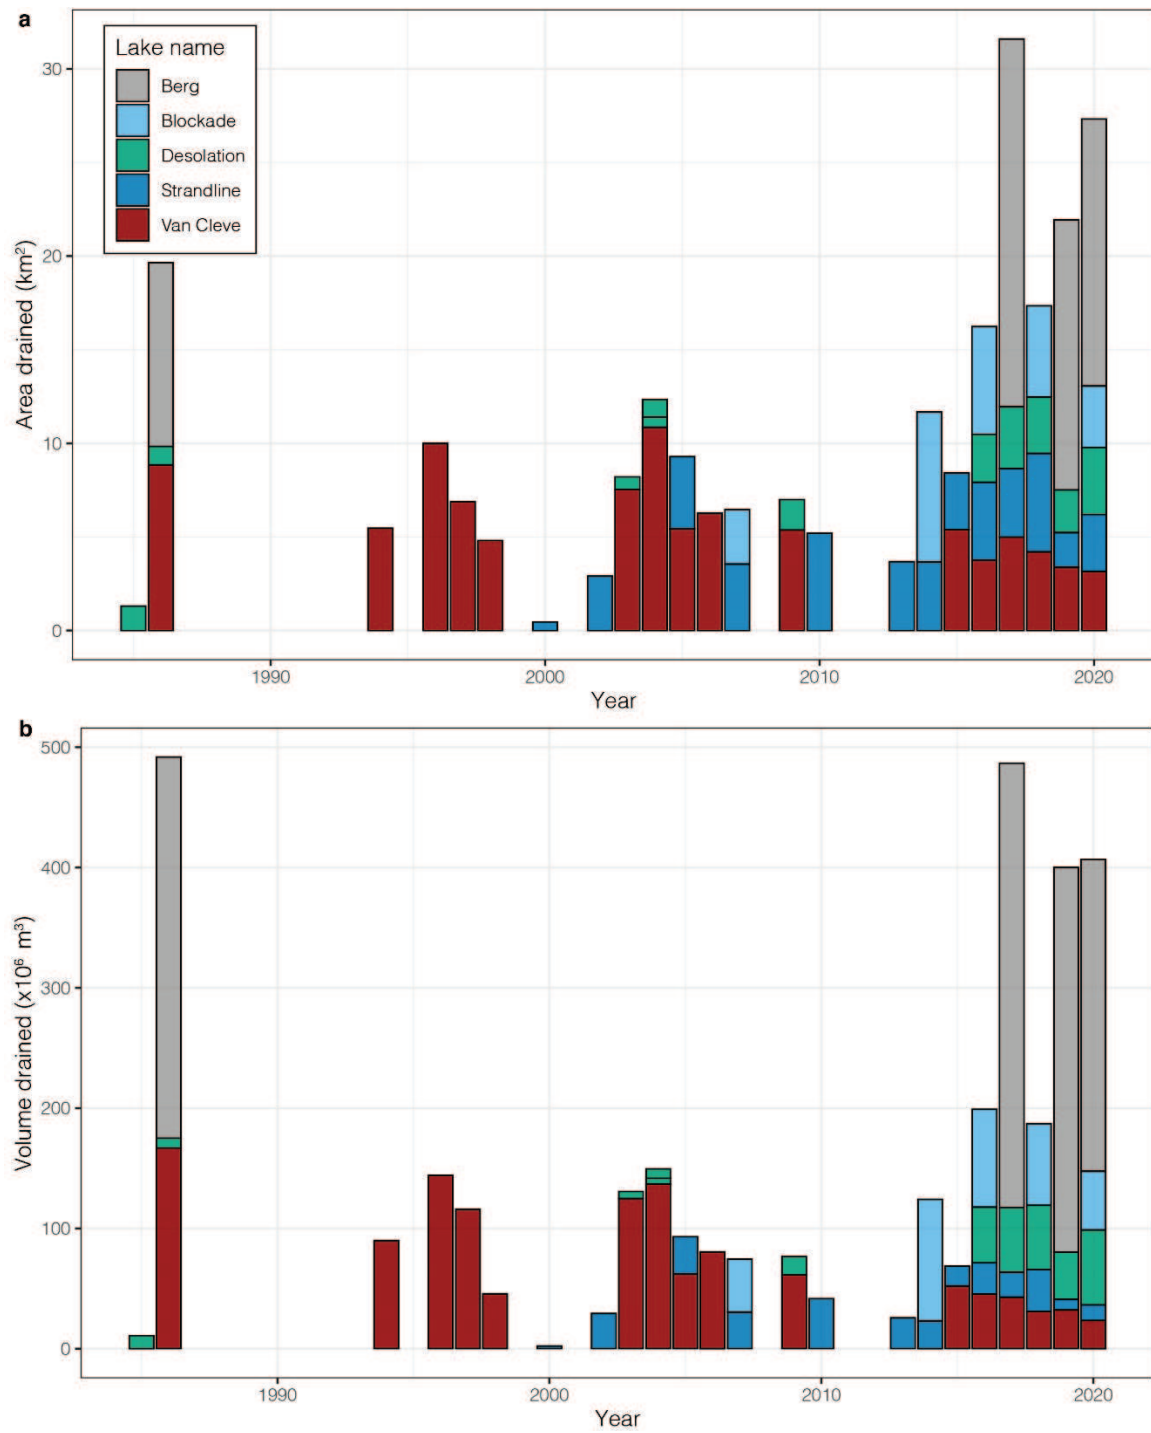 a
Lake name
Berg
Blockade
Desolation
Strandline
Van Cleve
Area drained (km²)
30
20
10
0
1990
2000
2010
2020
Year
b
Volume drained (x10⁶ m³)
500
400
300
200
100
0
1990
2000
2010
2020
Year